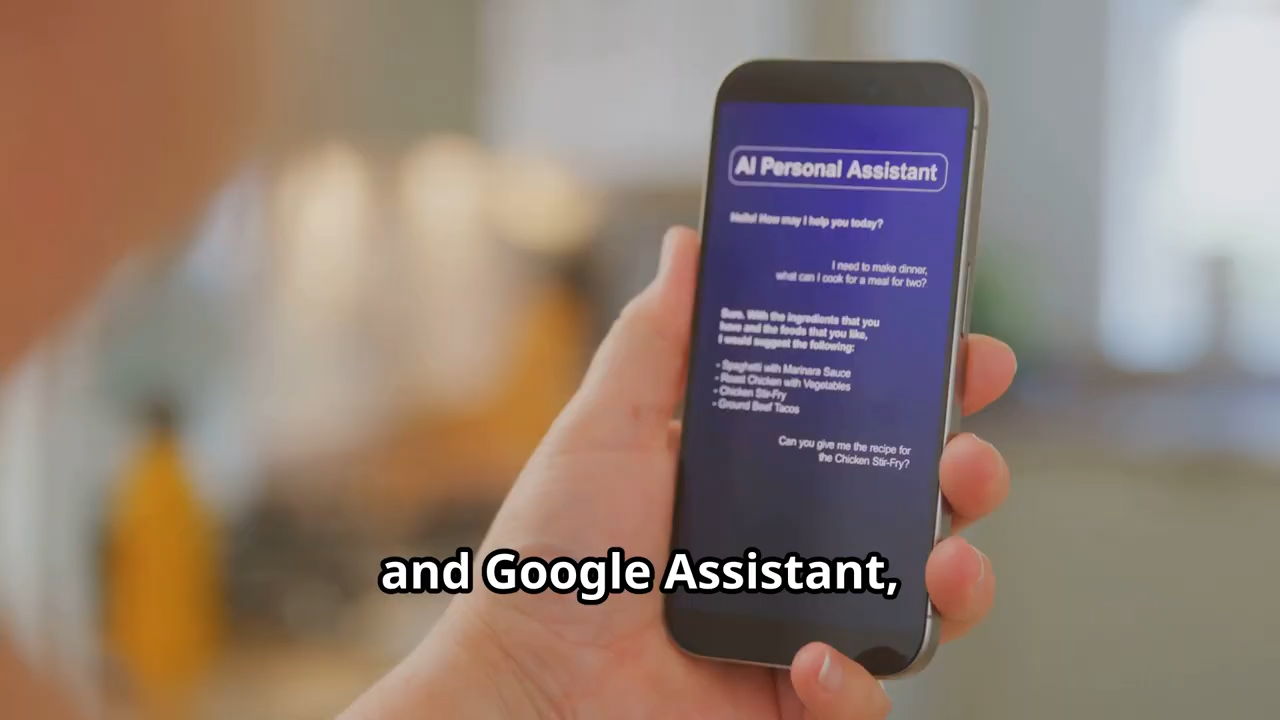 AI Personal Assistant
Hello! How may I help you today?
I need to make dinner,
what can I cook for a meal for two?
Sure. With the ingredients that you
have and the foods that you like,
I would suggest the following:
- Spaghetti with Marinara Sauce
- Roast Chicken with Vegetables
- Chicken Stir-Fry
- Ground Beef Tacos
Can you give me the recipe for
the Chicken Stir-Fry?
and Google Assistant,